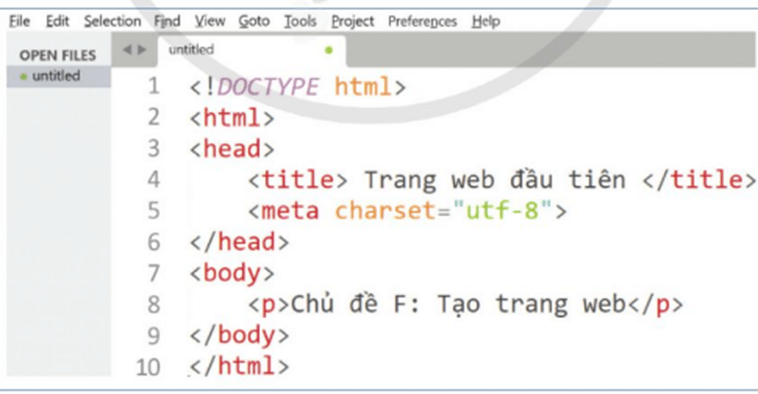 File Edit Selection Find View Goto Tools Project Preferences Help
OPEN FILES
untitled
untitled
1 <!DOCTYPE html>
2 <html>
3 <head>
4 <title> Trang web đầu tiên </title>
5 <meta charset="utf-8">
6 </head>
7 <body>
8 <p>Chủ đề F: Tạo trang web</p>
9 </body>
10 </html>